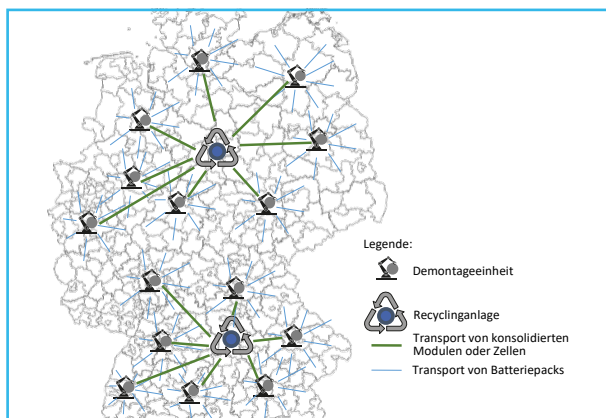 Legende:
Demontageeinheit
Recyclinganlage
Transport von konsolidierten
Modulen oder Zellen
Transport von Batteriepacks